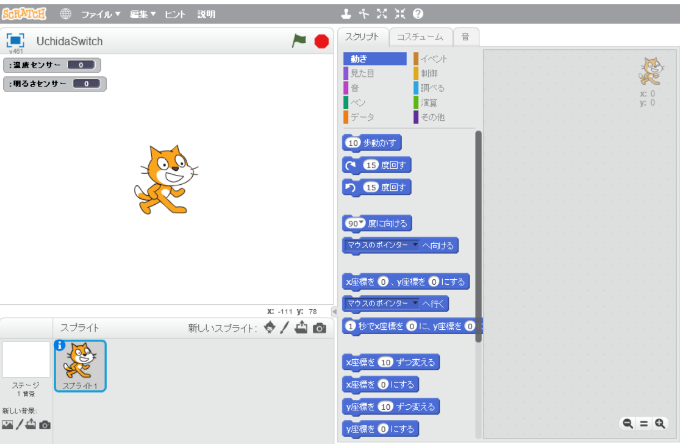 SCRATCH ファイル▼ 編集▼ ヒント 説明
v461 UchidaSwitch
:温度センサー 0
:明るさセンサー 0
x: -111 y: 78
スプライト 新しいスプライト:
ステージ
1 背景
新しい背景:
スプライト1
スクリプト コスチューム 音
動き イベント
見た目 制御
音 調べる
ペン 演算
データ その他
10 歩動かす
15 度回す
15 度回す
90▼ 度に向ける
マウスのポインター▼ へ向ける
x座標を 0 、y座標を 0 にする
マウスのポインター▼ へ行く
1 秒でx座標を 0 に、y座標を 0
x座標を 10 ずつ変える
x座標を 0 にする
y座標を 10 ずつ変える
y座標を 0 にする
x: 0
y: 0